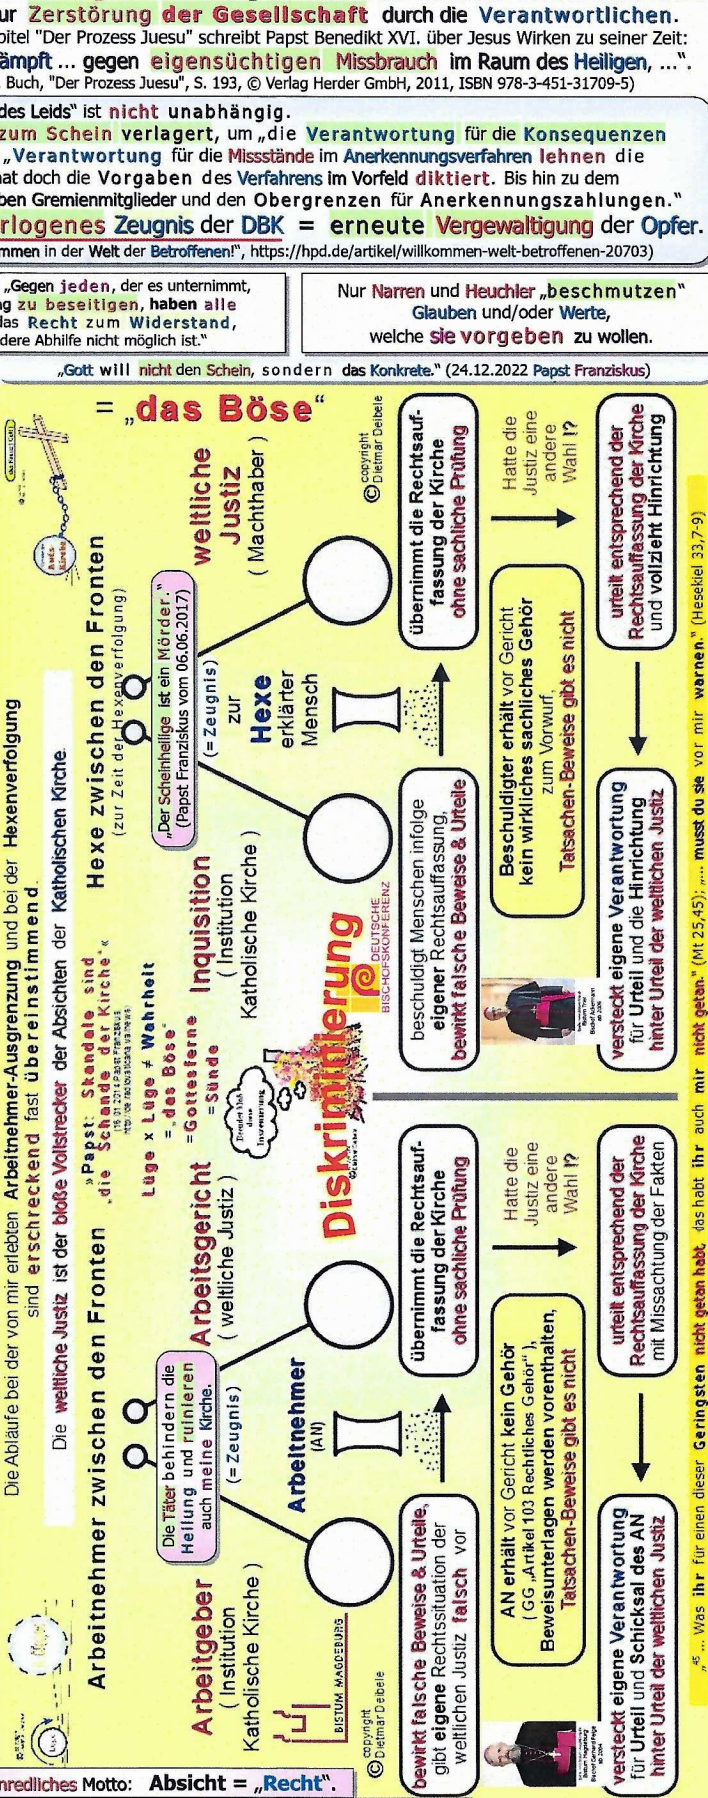 ur Zerstörung der Gesellschaft durch die Verantwortlichen.
pitel "Der Prozess Juesu" schreibt Papst Benedikt XVI. über Jesus Wirken zu seiner Zeit:
ämpft ... gegen eigensüchtigen Missbrauch im Raum des Heiligen, ...".
. Buch, "Der Prozess Juesu", S. 193, © Verlag Herder GmbH, 2011, ISBN 978-3-451-31709-5)
des Leids" ist nicht unabhängig.
zum Schein verlagert, um „die Verantwortung für die Konsequenzen
„Verantwortung für die Missstände im Anerkennungsverfahren lehnen die
nat doch die Vorgaben des Verfahrens im Vorfeld diktiert. Bis hin zu dem
ben Gremienmitglieder und den Obergrenzen für Anerkennungszahlungen."
rlogenes Zeugnis der DBK = erneute Vergewaltigung der Opfer.
mmen in der Welt der Betroffenen!", https://hpd.de/artikel/willkommen-welt-betroffenen-20703)
„Gegen jeden, der es unternimmt,
g zu beseitigen, haben alle
das Recht zum Widerstand,
dere Abhilfe nicht möglich ist."
Nur Narren und Heuchler „beschmutzen"
Glauben und/oder Werte,
welche sie vorgeben zu wollen.
„Gott will nicht den Schein, sondern das Konkrete." (24.12.2022 Papst Franziskus)
Die Abläufe bei der von mir erlebten Arbeitnehmer-Ausgrenzung und bei der Hexenverfolgung
sind erschreckend fast übereinstimmend.
Die weltliche Justiz ist der bloße Vollstrecker der Absichten der Katholischen Kirche.
Arbeitnehmer zwischen den Fronten
» Papst: Skandale sind
„die Schande der Kirche"«
(16.01.2014 Papst Franziskus,
Lüge x Lüge ≠ Wahrheit
= „das Böse"
= Gottesferne
= Sünde
Hexe zwischen den Fronten
(zur Zeit der Hexenverfolgung)
= „das Böse"
Die Täter behindern die
Heilung und ruinieren
auch meine Kirche.
(= Zeugnis)
Arbeitgeber
( Institution
Katholische Kirche )
BISTUM MAGDEBURG
© copyright
Dietmar Deibele
Arbeitnehmer
(AN)
Arbeitsgericht
( weltliche Justiz )
Diskriminierung
DEUTSCHE
BISCHOFSKONFERENZ
„Der Scheinheilige ist ein Mörder."
(Papst Franziskus vom 06.06.2017)
(= Zeugnis)
Inquisition
( Institution
Katholische Kirche )
zur
Hexe
erklärter
Mensch
weltliche
Justiz
( Machthaber )
© copyright
Dietmar Deibele
bewirkt falsche Beweise & Urteile,
gibt eigene Rechtssituation der
weltlichen Justiz falsch vor
übernimmt die Rechtsauf-
fassung der Kirche
ohne sachliche Prüfung
AN erhält vor Gericht kein Gehör
( GG „Artikel 103 Rechtliches Gehör" ),
Beweisunterlagen werden vorenthalten,
Tatsachen-Beweise gibt es nicht
Hatte die
Justiz eine
andere
Wahl !?
versteckt eigene Verantwortung
für Urteil und Schicksal des AN
hinter Urteil der weltlichen Justiz
urteilt entsprechend der
Rechtsauffassung der Kirche
mit Missachtung der Fakten
beschuldigt Menschen infolge
eigener Rechtsauffassung,
bewirkt falsche Beweise & Urteile
übernimmt die Rechtsauf-
fassung der Kirche
ohne sachliche Prüfung
Beschuldigter erhält vor Gericht
kein wirkliches sachliches Gehör
zum Vorwurf,
Tatsachen-Beweise gibt es nicht
Hatte die
Justiz eine
andere
Wahl !?
versteckt eigene Verantwortung
für Urteil und die Hinrichtung
hinter Urteil der weltlichen Justiz
urteilt entsprechend der
Rechtsauffassung der Kirche
und vollzieht Hinrichtung
„45 ... Was ihr für einen dieser Geringsten nicht getan habt, das habt ihr auch mir nicht getan." (Mt 25,45); „... musst du sie vor mir warnen." (Hesekiel 33,7-9)
nredliches Motto: Absicht = „Recht".